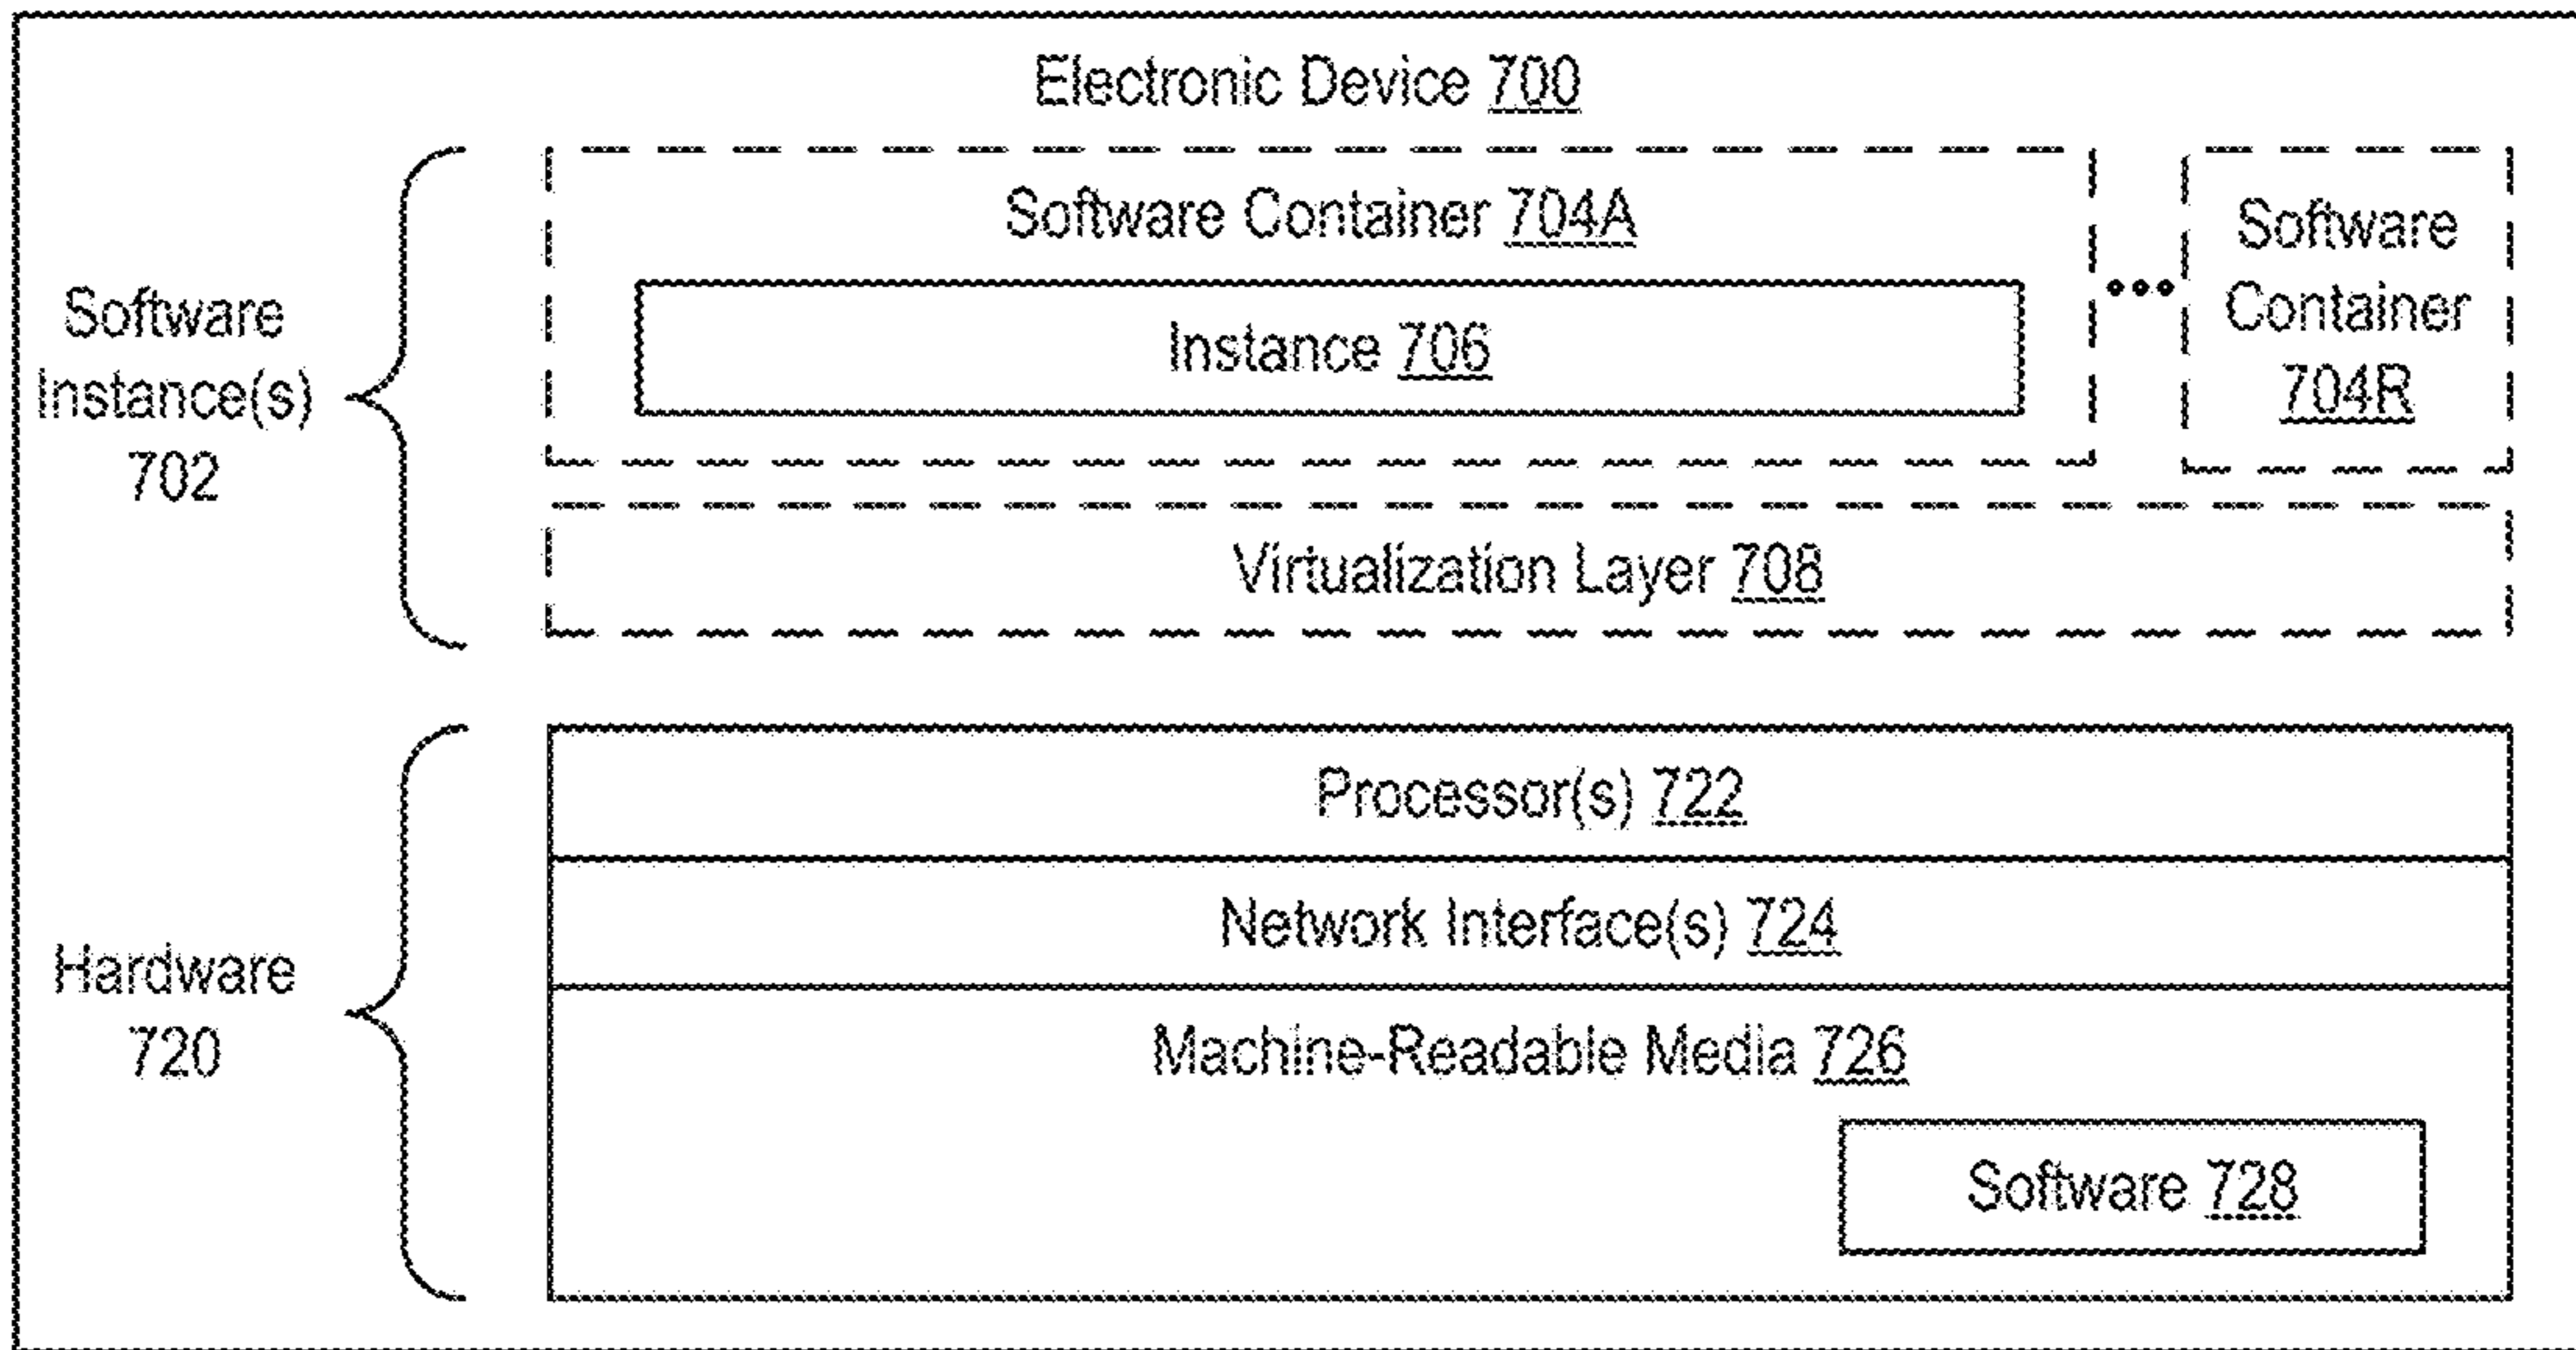 Electronic Device 700
Software Container 704A
Software
Container
704R
Instance 706
Software
Instance(s)
702
Virtualization Layer 708
Processor(s) 722
Network Interface(s) 724
Hardware
720
Machine-Readable Media 726
Software 728